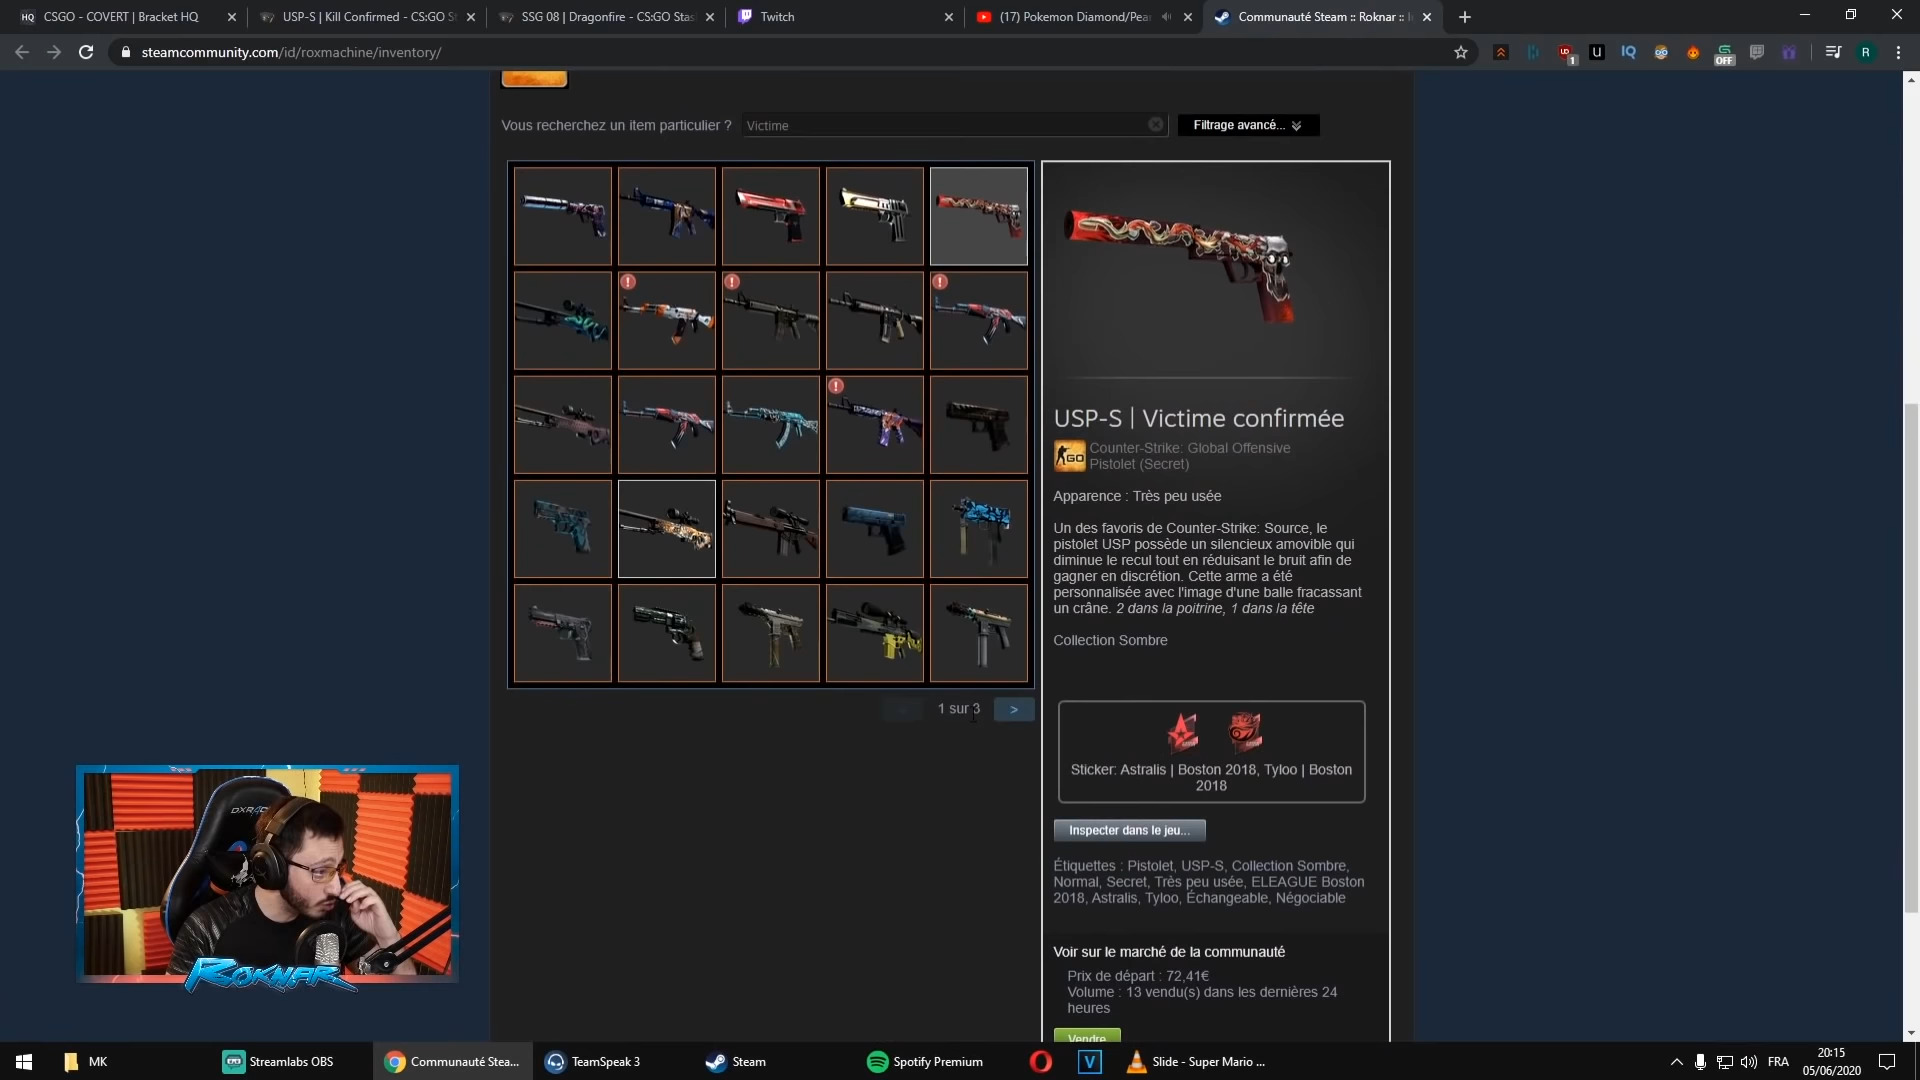 CSGO - COVERT | Bracket HQ
USP-S | Kill Confirmed - CS:GO St
SSG 08 | Dragonfire - CS:GO Stas
Twitch
(17) Pokemon Diamond/Pea
Communauté Steam :: Roknar :: I
steamcommunity.com/id/roxmachine/inventory/
Vous recherchez un item particulier ?
Victime
Filtrage avancé...
1 sur 3
>
USP-S | Victime confirmée
Counter-Strike: Global Offensive
Pistolet (Secret)
Apparence : Très peu usée
Un des favoris de Counter-Strike: Source, le
pistolet USP possède un silencieux amovible qui
diminue le recul tout en réduisant le bruit afin de
gagner en discrétion. Cette arme a été
personnalisée avec l'image d'une balle fracassant
un crâne. 2 dans la poitrine, 1 dans la tête
Collection Sombre
Sticker: Astralis | Boston 2018, Tyloo | Boston
2018
Inspecter dans le jeu...
Étiquettes : Pistolet, USP-S, Collection Sombre,
Normal, Secret, Très peu usée, ELEAGUE Boston
2018, Astralis, Tyloo, Échangeable, Négociable
Voir sur le marché de la communauté
Prix de départ : 72,41€
Volume : 13 vendu(s) dans les dernières 24
heures
Vendre
ROKNAR
MK
Streamlabs OBS
Communauté Stea...
TeamSpeak 3
Steam
Spotify Premium
Slide - Super Mario ...
FRA
20:15
05/06/2020